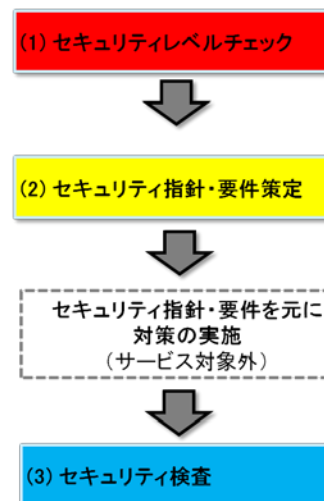 (1) セキュリティレベルチェック
(2) セキュリティ指針・要件策定
セキュリティ指針・要件を元に
対策の実施
（サービス対象外）
(3) セキュリティ検査